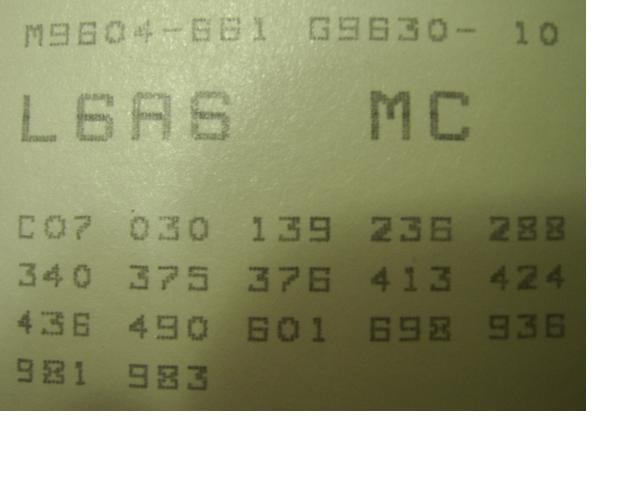 M9604-661 G9630- 10
L6A6 MC
C07 030 139 236 288
340 375 376 413 424
436 490 601 698 936
981 983